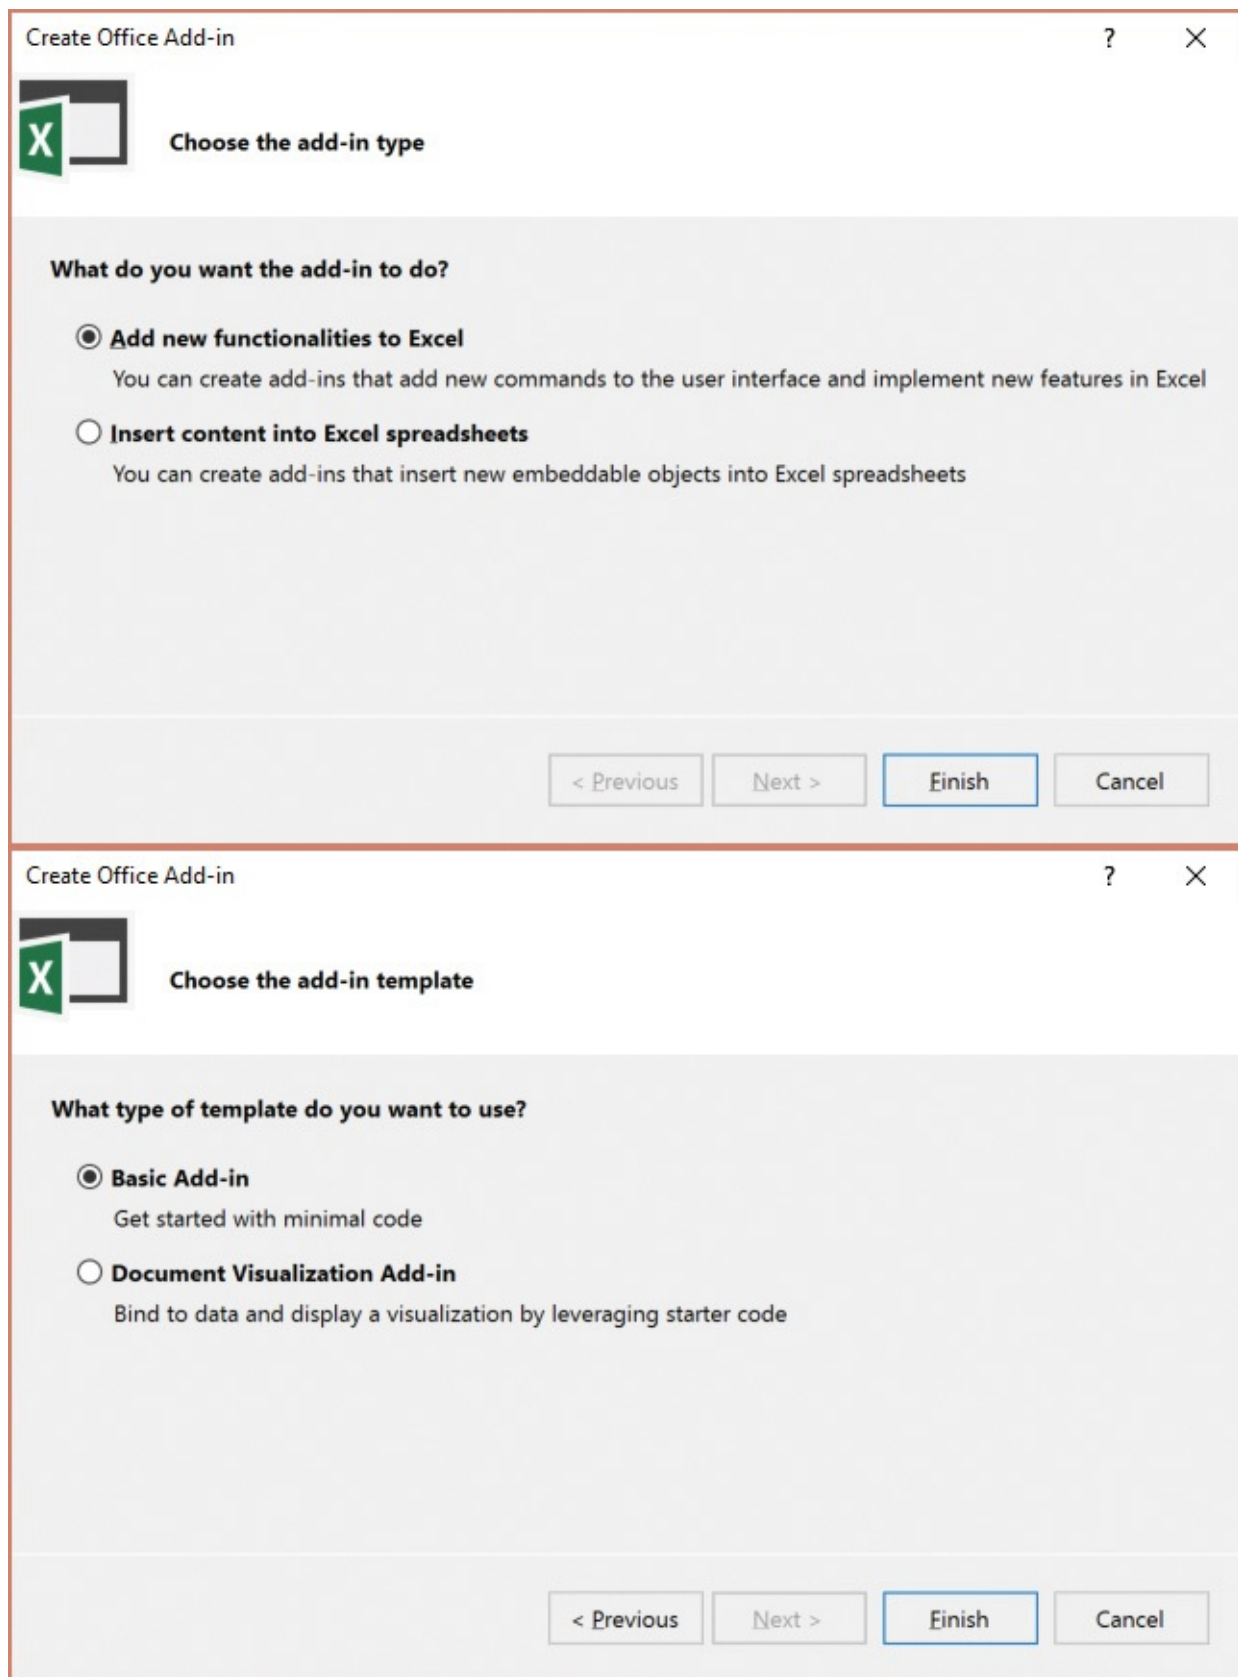 Create Office Add-in ? ×
X
Choose the add-in type
What do you want the add-in to do?
Add new functionalities to Excel
You can create add-ins that add new commands to the user interface and implement new features in Excel
Insert content into Excel spreadsheets
You can create add-ins that insert new embeddable objects into Excel spreadsheets
< Previous Next > Finish Cancel
Create Office Add-in ? ×
X
Choose the add-in template
What type of template do you want to use?
Basic Add-in
Get started with minimal code
Document Visualization Add-in
Bind to data and display a visualization by leveraging starter code
< Previous Next > Finish Cancel